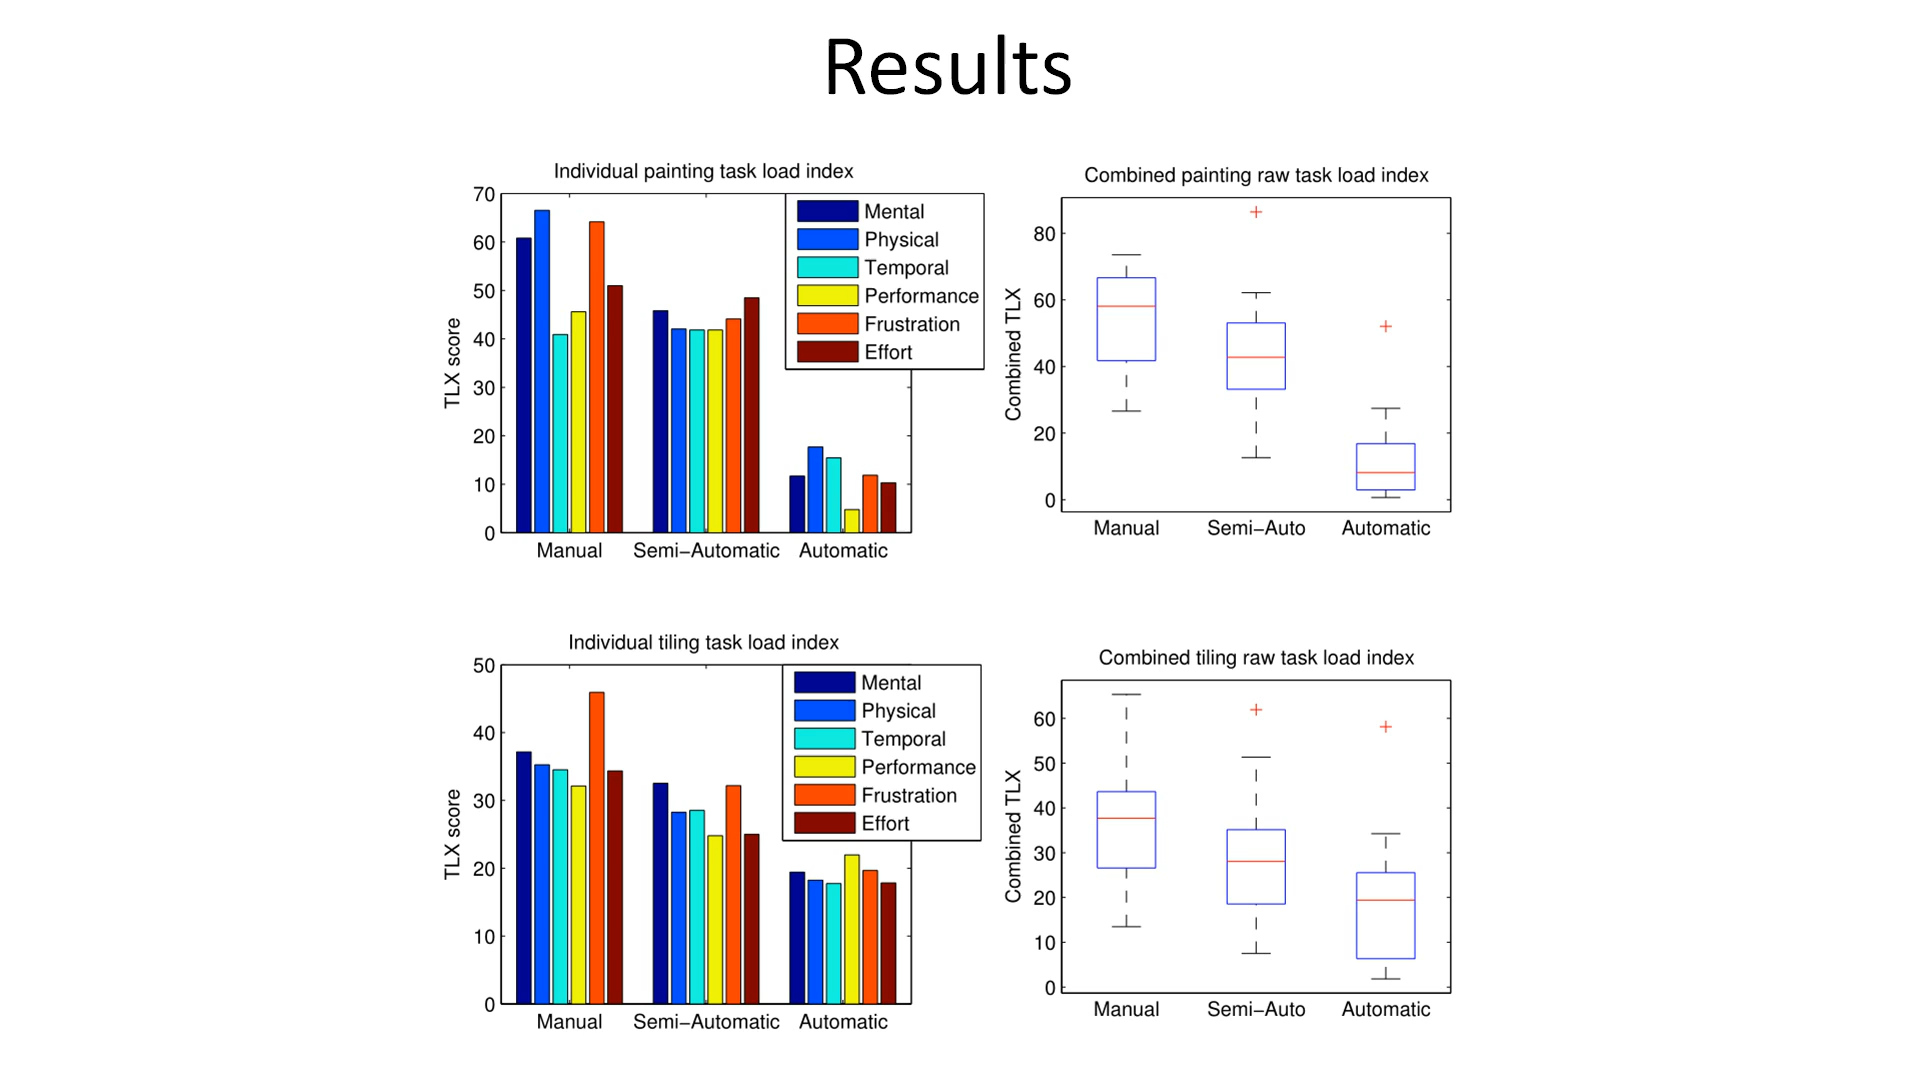 Results
Individual painting task load index
70
60
50
40
30
20
10
0
TLX score
Mental
Physical
Temporal
Performance
Frustration
Effort
Manual
Semi−Automatic
Automatic
Combined painting raw task load index
80
60
40
20
0
Combined TLX
Manual
Semi−Auto
Automatic
Individual tiling task load index
50
40
30
20
10
0
TLX score
Mental
Physical
Temporal
Performance
Frustration
Effort
Manual
Semi−Automatic
Automatic
Combined tiling raw task load index
60
50
40
30
20
10
0
Combined TLX
Manual
Semi−Auto
Automatic